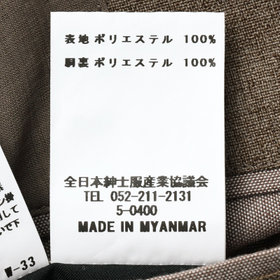 表地 ポリエステル 100%
胴裏 ポリエステル 100%
全日本紳士服産業協議会
TEL 052-211-2131
5-0400
MADE IN MYANMAR
-33